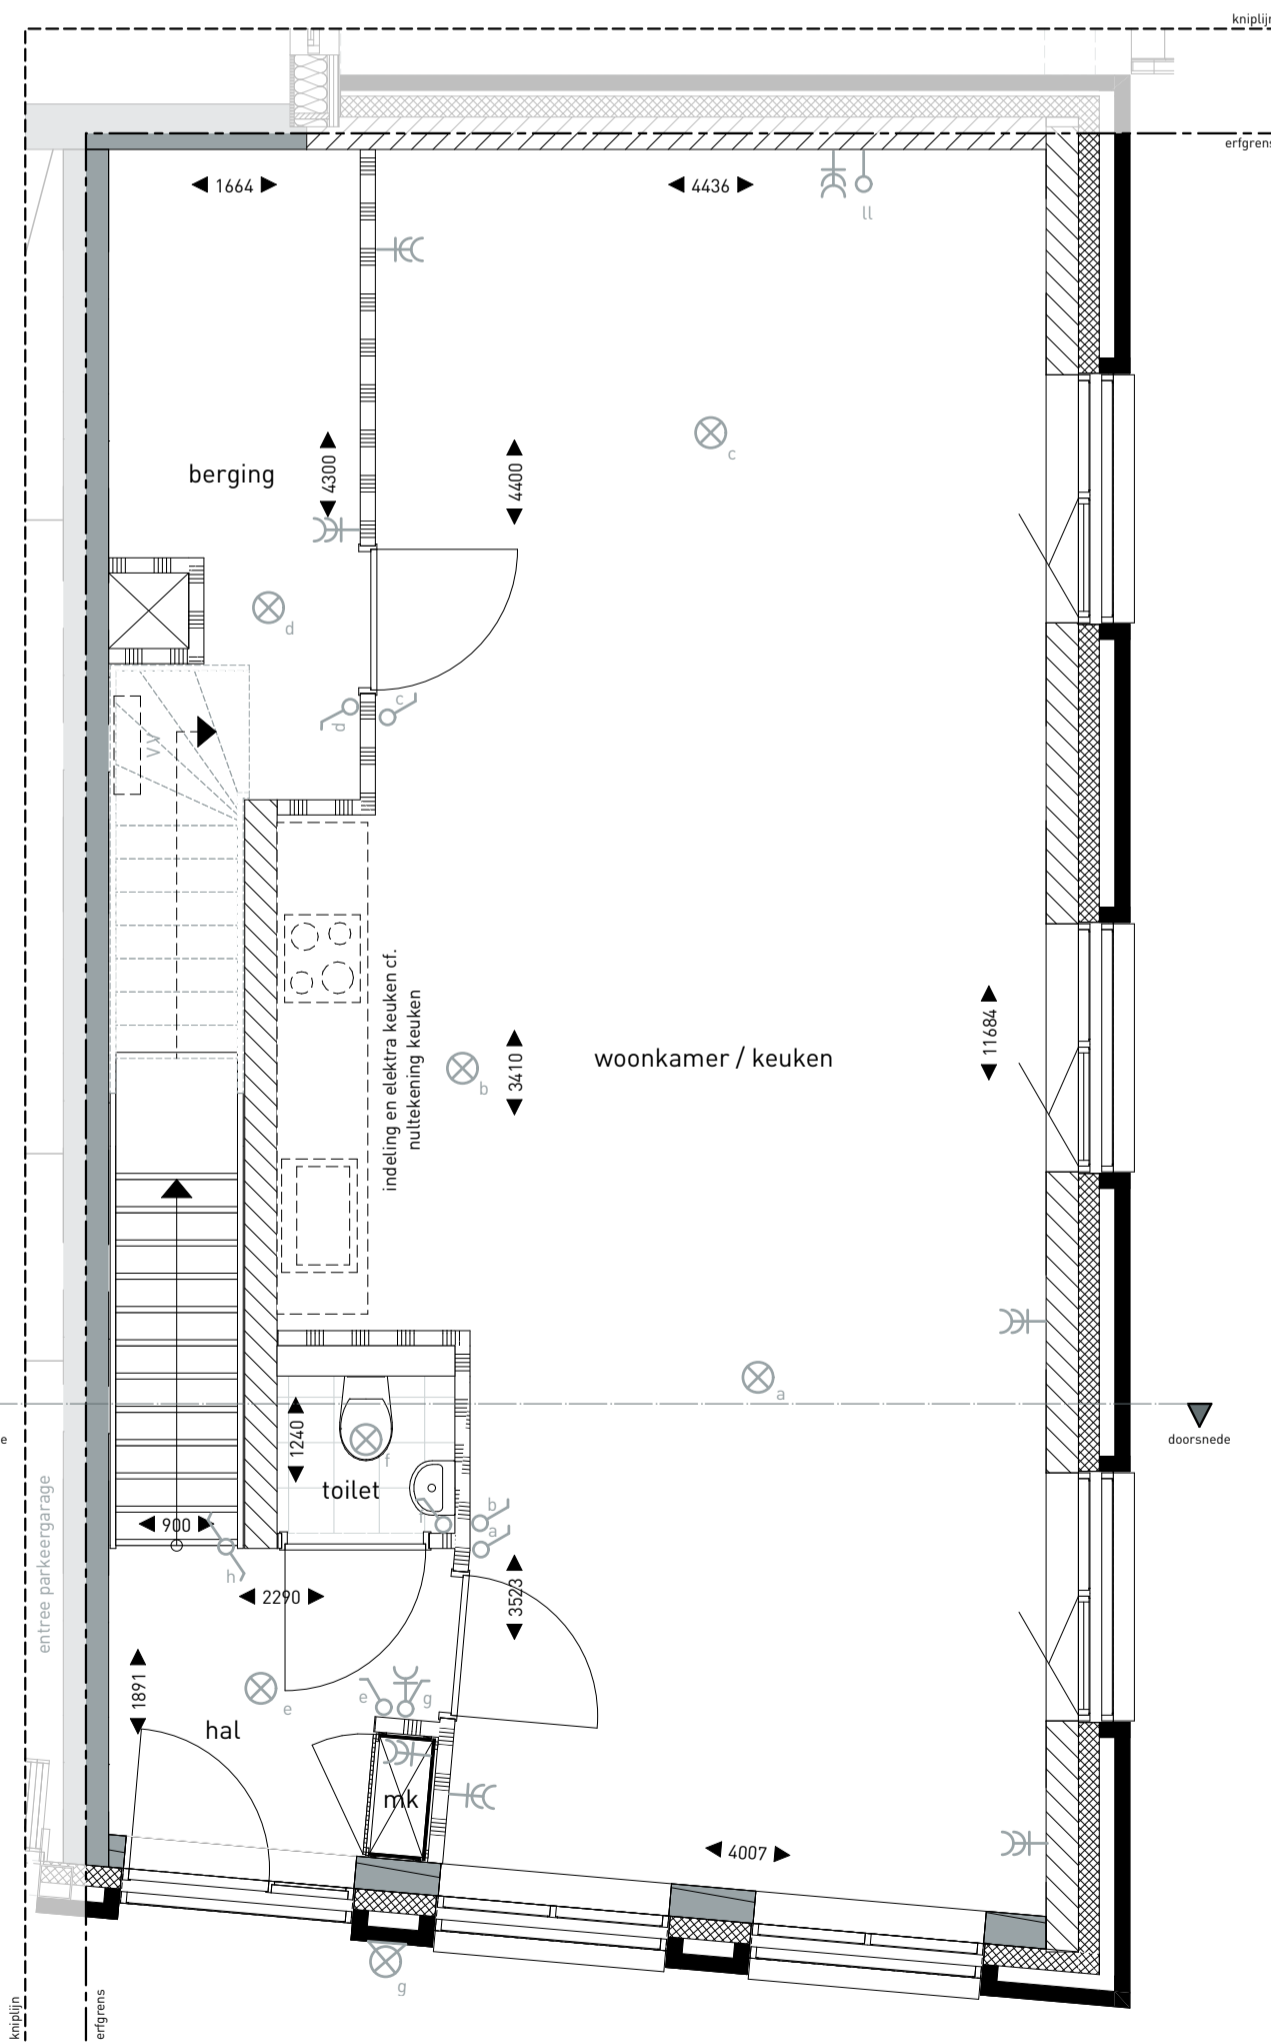 kniplijn
erfgrens
1664
4436
ll
c
berging
4300
4400
d
c
d
VV
indeling en elektra keuken cf.
nultekening keuken
b
3410
woonkamer / keuken
11684
a
doorsnede
e
1240
f
toilet
f
b
a
900
h
2290
3523
entree parkeergarage
1891
e
e
g
hal
mk
4007
g
kniplijn
erfgrens